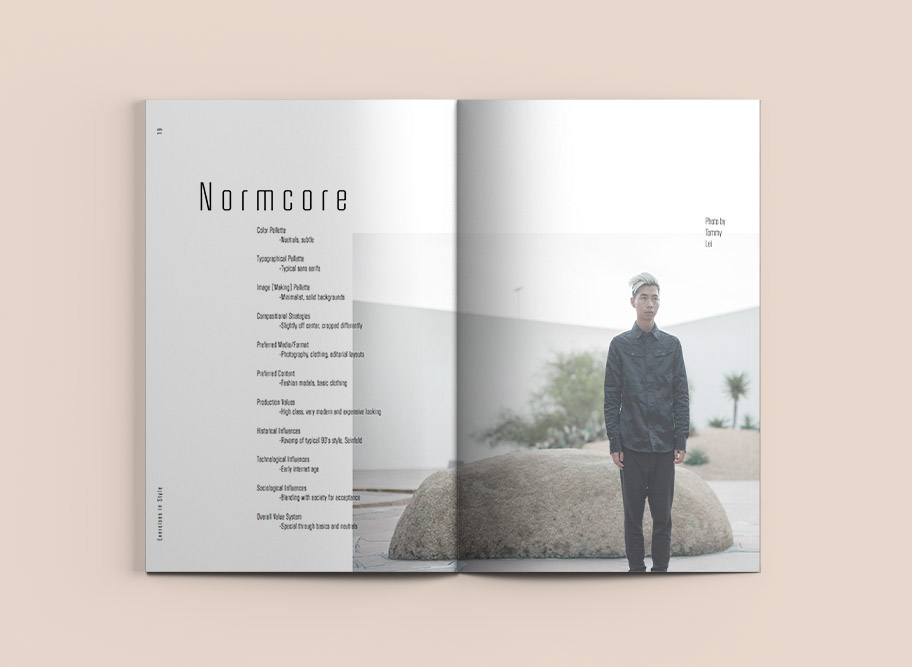 19
Normcore
Color Pallette
-Neutrals, subtle
Typographical Pallette
-Typical sans serifs
Image [Making] Pallette
-Minimalist, solid backgrounds
Compositional Strategies
-Slightly off center, cropped differently
Preferred Media/Format
-Photography, clothing, editorial layouts
Preferred Content
-Fashion models, basic clothing
Production Values
-High class, very modern and expensive looking
Historical Influences
-Revamp of typical 90's style, Seinfeld
Technological Influences
-Early internet age
Sociological Influences
-Blending with society for acceptance
Overall Value System
-Special through basics and neutrals
Exercises in Style
Photo by
Tommy
Lei